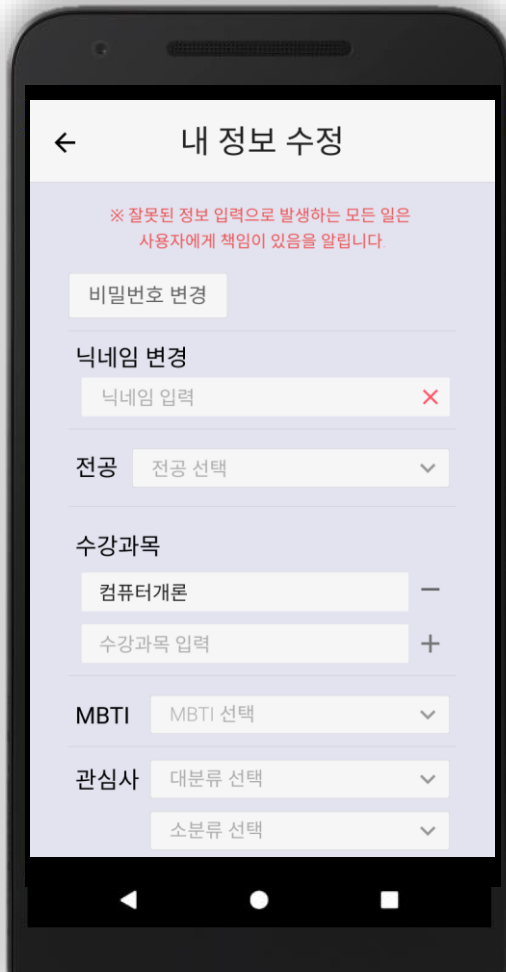 내 정보 수정
※ 잘못된 정보 입력으로 발생하는 모든 일은
사용자에게 책임이 있음을 알립니다.
비밀번호 변경
닉네임 변경
닉네임 입력
전공 전공 선택
수강과목
컴퓨터개론
수강과목 입력
MBTI MBTI 선택
관심사 대분류 선택
소분류 선택